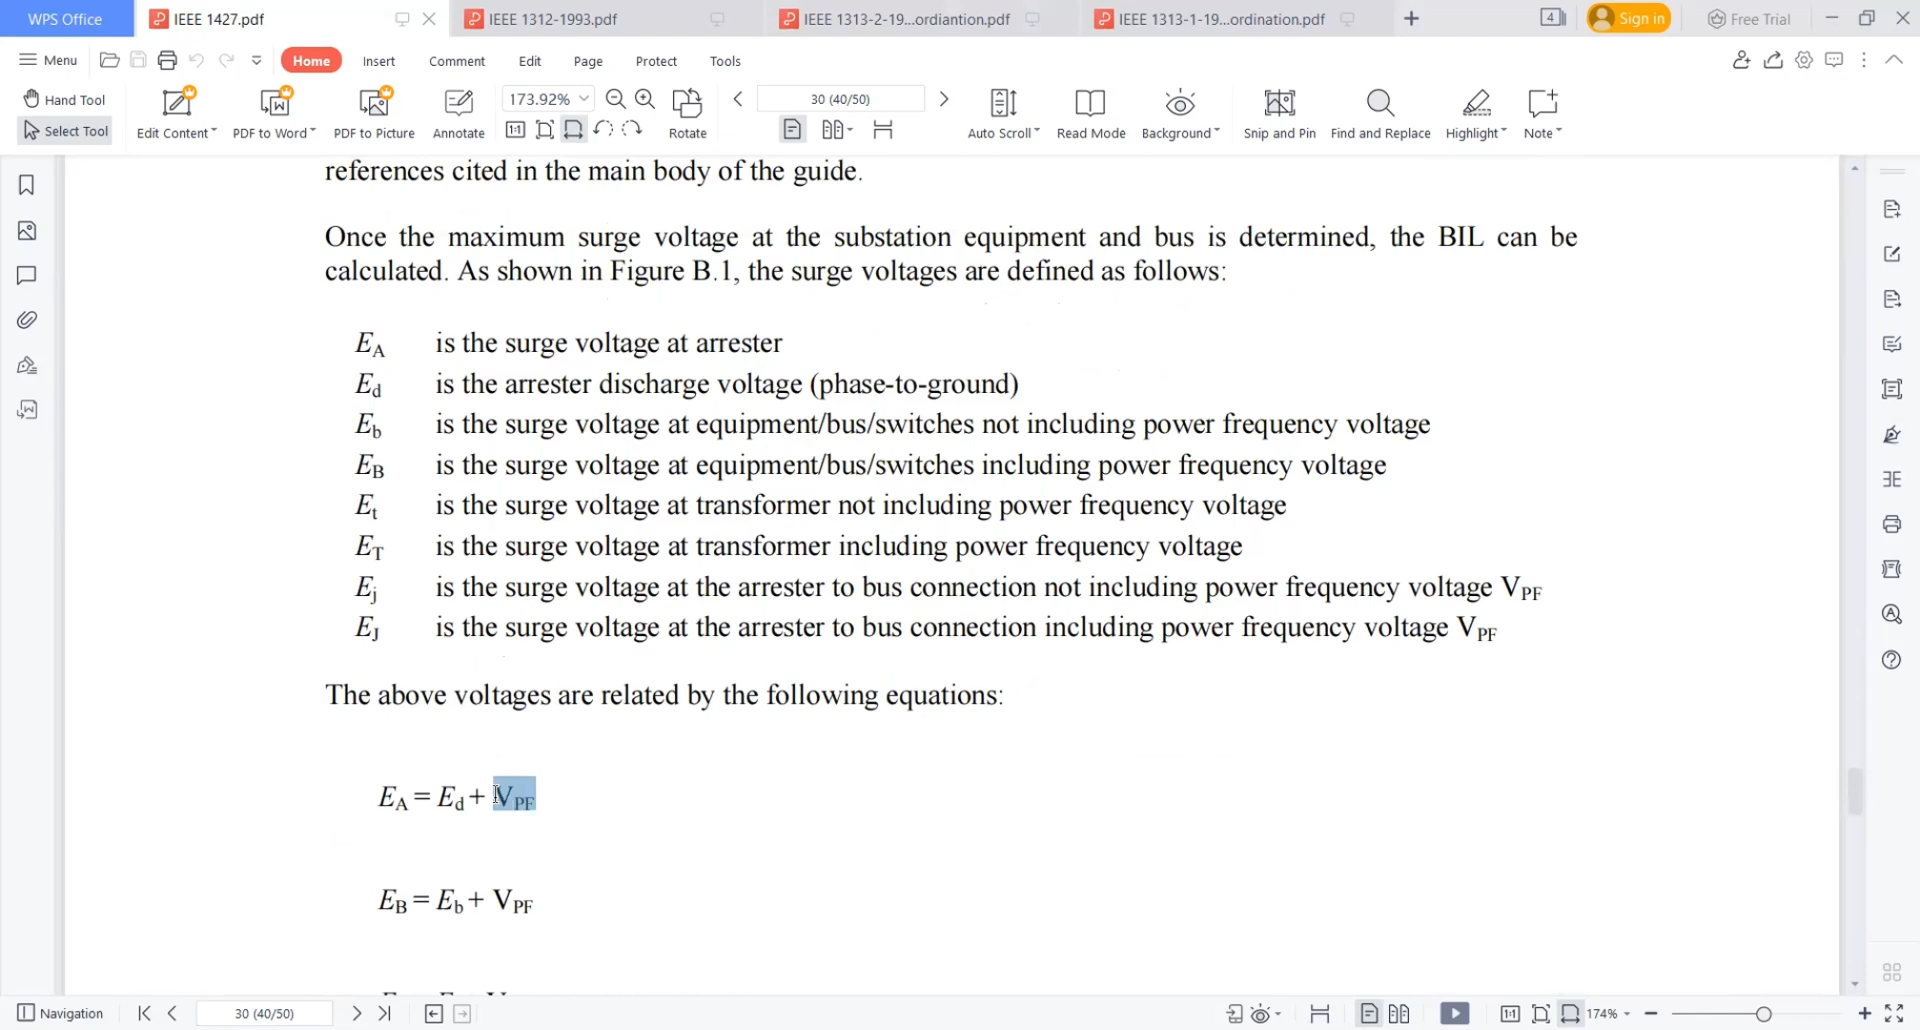 WPS Office
IEEE 1427.pdf
IEEE 1312-1993.pdf
IEEE 1313-2-19...ordiantion.pdf
IEEE 1313-1-19...ordination.pdf
4
Sign in
Free Trial
Menu
Home
Insert
Comment
Edit
Page
Protect
Tools
Hand Tool
Select Tool
Edit Content
PDF to Word
PDF to Picture
Annotate
173.92%
1:1
Rotate
30 (40/50)
Auto Scroll
Read Mode
Background
Snip and Pin
Find and Replace
Highlight
Note
references cited in the main body of the guide.
Once the maximum surge voltage at the substation equipment and bus is determined, the BIL can be
calculated. As shown in Figure B.1, the surge voltages are defined as follows:
EA is the surge voltage at arrester
Ed is the arrester discharge voltage (phase-to-ground)
Eb is the surge voltage at equipment/bus/switches not including power frequency voltage
EB is the surge voltage at equipment/bus/switches including power frequency voltage
Et is the surge voltage at transformer not including power frequency voltage
ET is the surge voltage at transformer including power frequency voltage
Ej is the surge voltage at the arrester to bus connection not including power frequency voltage VPF
EJ is the surge voltage at the arrester to bus connection including power frequency voltage VPF
The above voltages are related by the following equations:
EA = Ed + VPF
EB = Eb + VPF
Navigation
30 (40/50)
1:1
174%